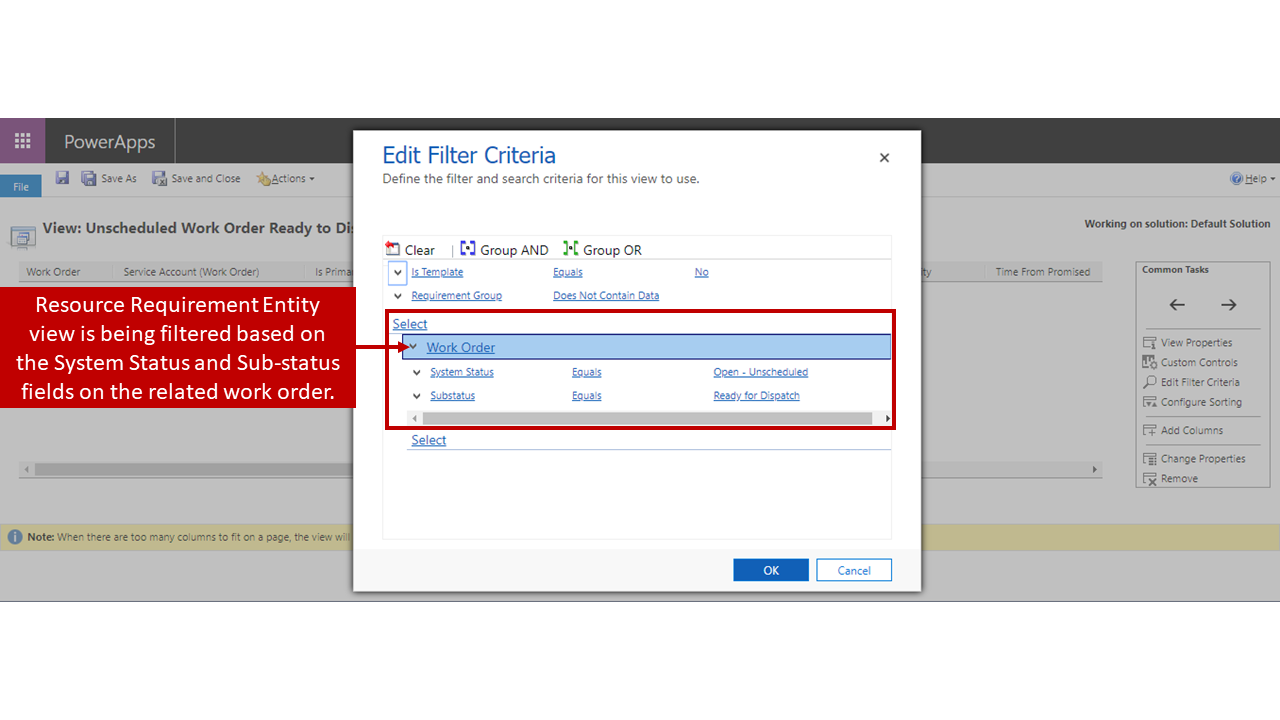 PowerApps
File
Save As
Save and Close
Actions
Help
View: Unscheduled Work Order Ready to Di
Working on solution: Default Solution
Work Order
Service Account (Work Order)
Is Prima
Time From Promised
Resource Requirement Entity
view is being filtered based on
the System Status and Sub-status
fields on the related work order.
Edit Filter Criteria
Define the filter and search criteria for this view to use.
Clear
Group AND
Group OR
Is Template Equals No
Requirement Group Does Not Contain Data
Select
Work Order
System Status Equals Open - Unscheduled
Substatus Equals Ready for Dispatch
Select
OK
Cancel
Common Tasks
View Properties
Custom Controls
Edit Filter Criteria
Configure Sorting
Add Columns
Change Properties
Remove
Note: When there are too many columns to fit on a page, the view will